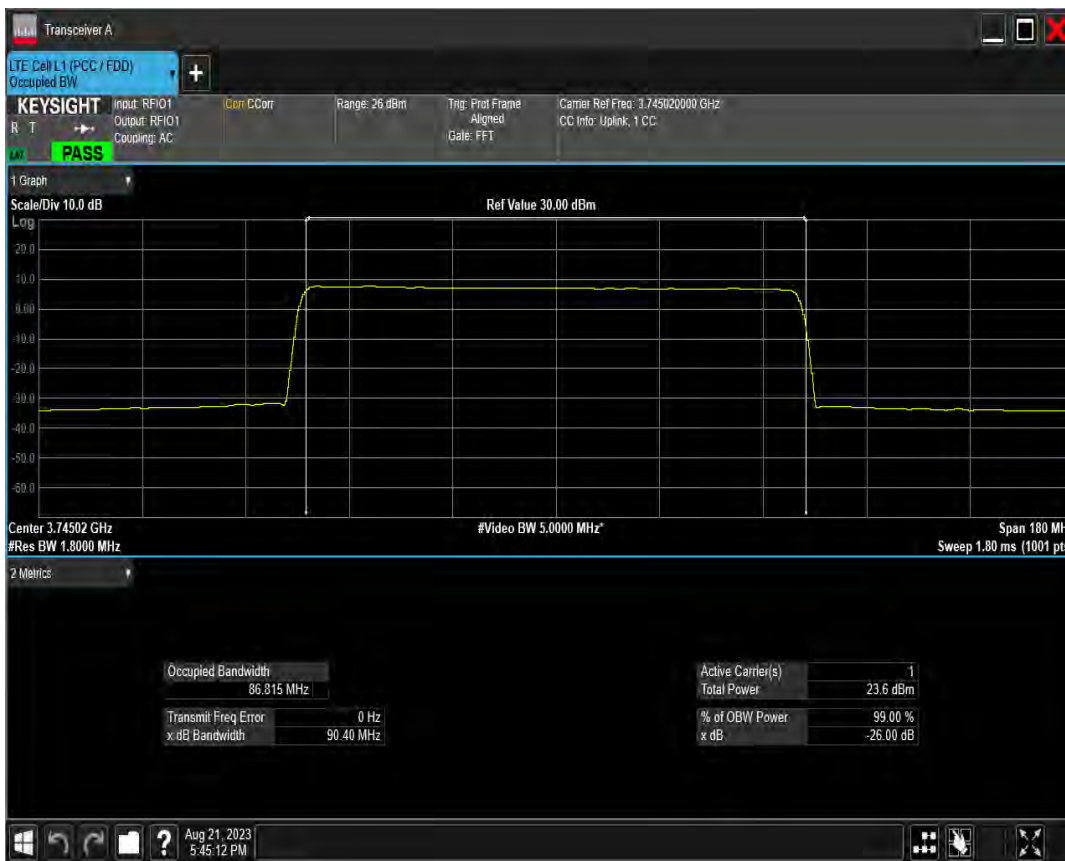 Transceiver A
LTE Cell L1 (PCC / FDD)
Occupied BW
+
KEYSIGHT
R T
PASS
Input: RFIO1
Output: RFIO1
Coupling: AC
Corr CCorr
Range: 26 dBm
Trig: Prot Frame
Aligned
Gate: FFT
Carrier Ref Freq: 3.745020000 GHz
CC Info: Uplink, 1 CC
1 Graph
Scale/Div 10.0 dB
Ref Value 30.00 dBm
Log
20.0
10.0
0.00
-10.0
-20.0
-30.0
-40.0
-50.0
-60.0
Center 3.74502 GHz
#Video BW 5.0000 MHz*
Span 180 MH
#Res BW 1.8000 MHz
Sweep 1.80 ms (1001 pts
2 Metrics
Occupied Bandwidth
86.815 MHz
Transmit Freq Error 0 Hz
x dB Bandwidth 90.40 MHz
Active Carrier(s) 1
Total Power 23.6 dBm
% of OBW Power 99.00 %
x dB -26.00 dB
?
Aug 21, 2023
5:45:12 PM